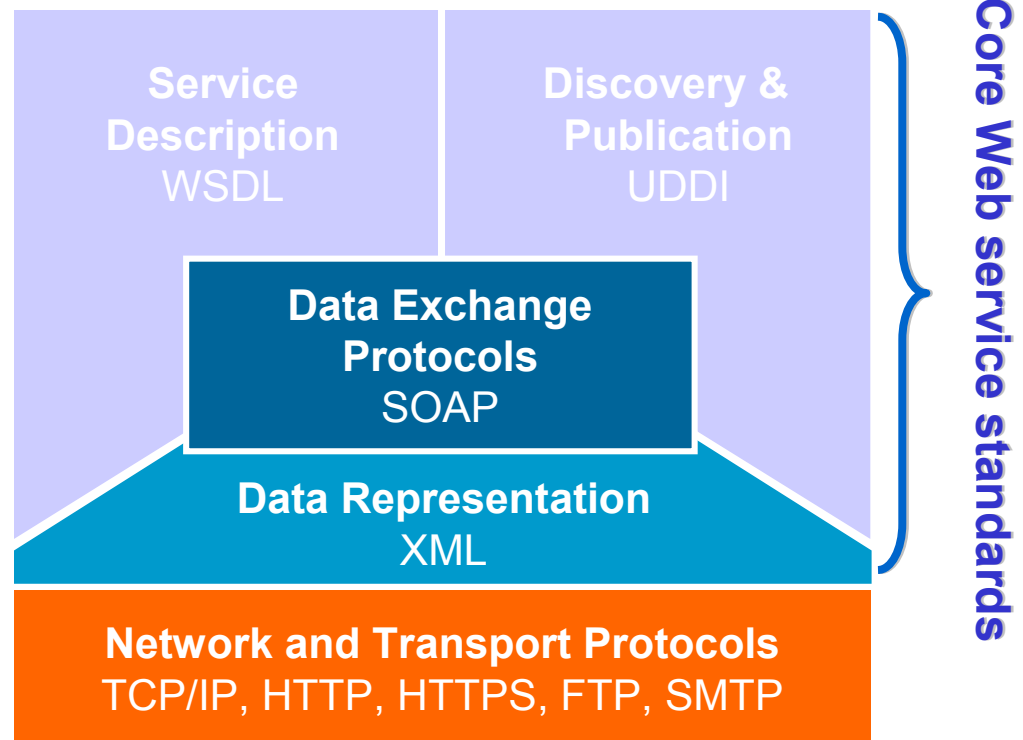 Service
Description
WSDL
Discovery &
Publication
UDDI
Data Exchange
Protocols
SOAP
Data Representation
XML
Network and Transport Protocols
TCP/IP, HTTP, HTTPS, FTP, SMTP
Core Web service standards